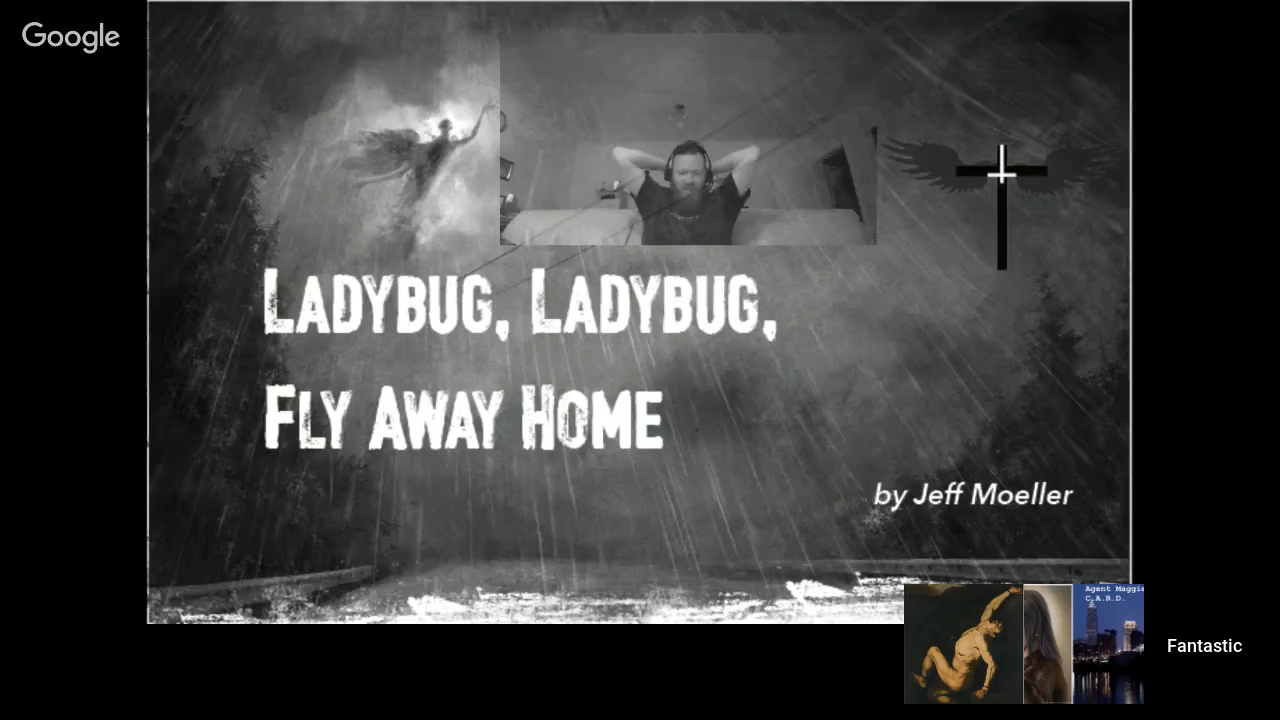 Google
LADYBUG, LADYBUG,
FLY AWAY HOME
by Jeff Moeller
Agent Maggie
C.A.R.D.
Fantastic